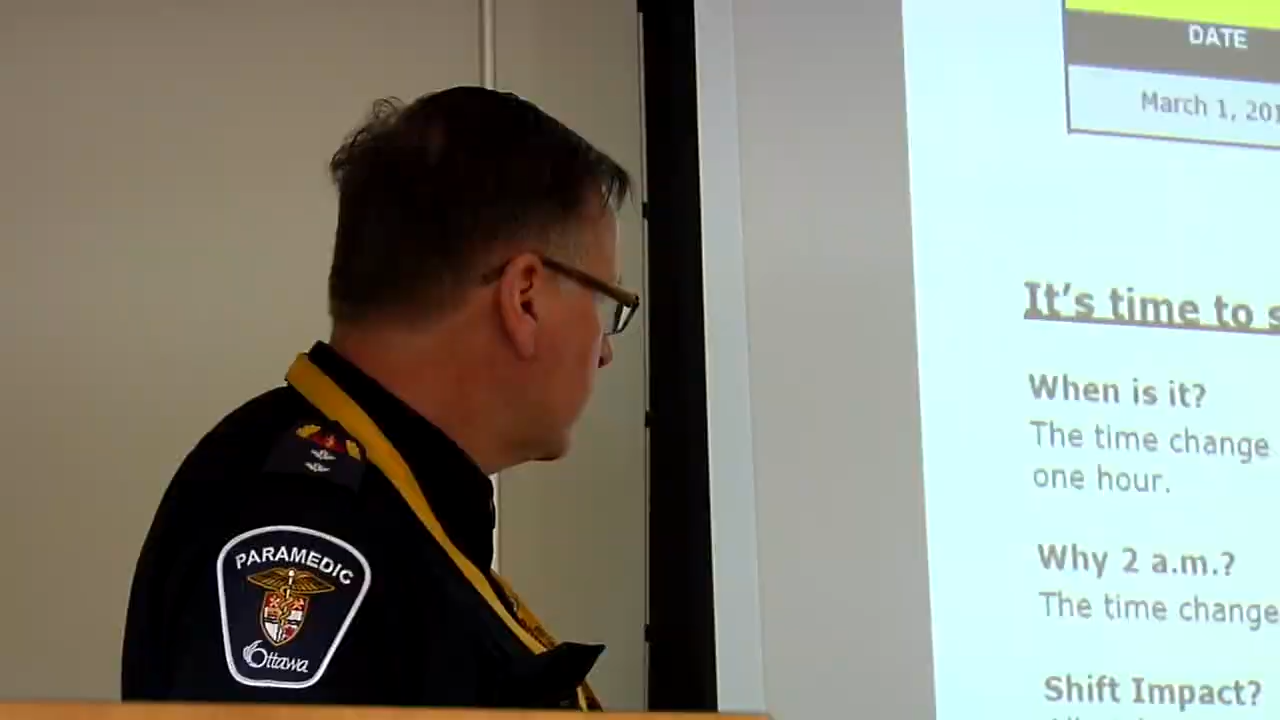 PARAMEDIC
Ottawa
DATE
March 1, 201
It's time to s
When is it?
The time change
one hour.
Why 2 a.m.?
The time change
Shift Impact?